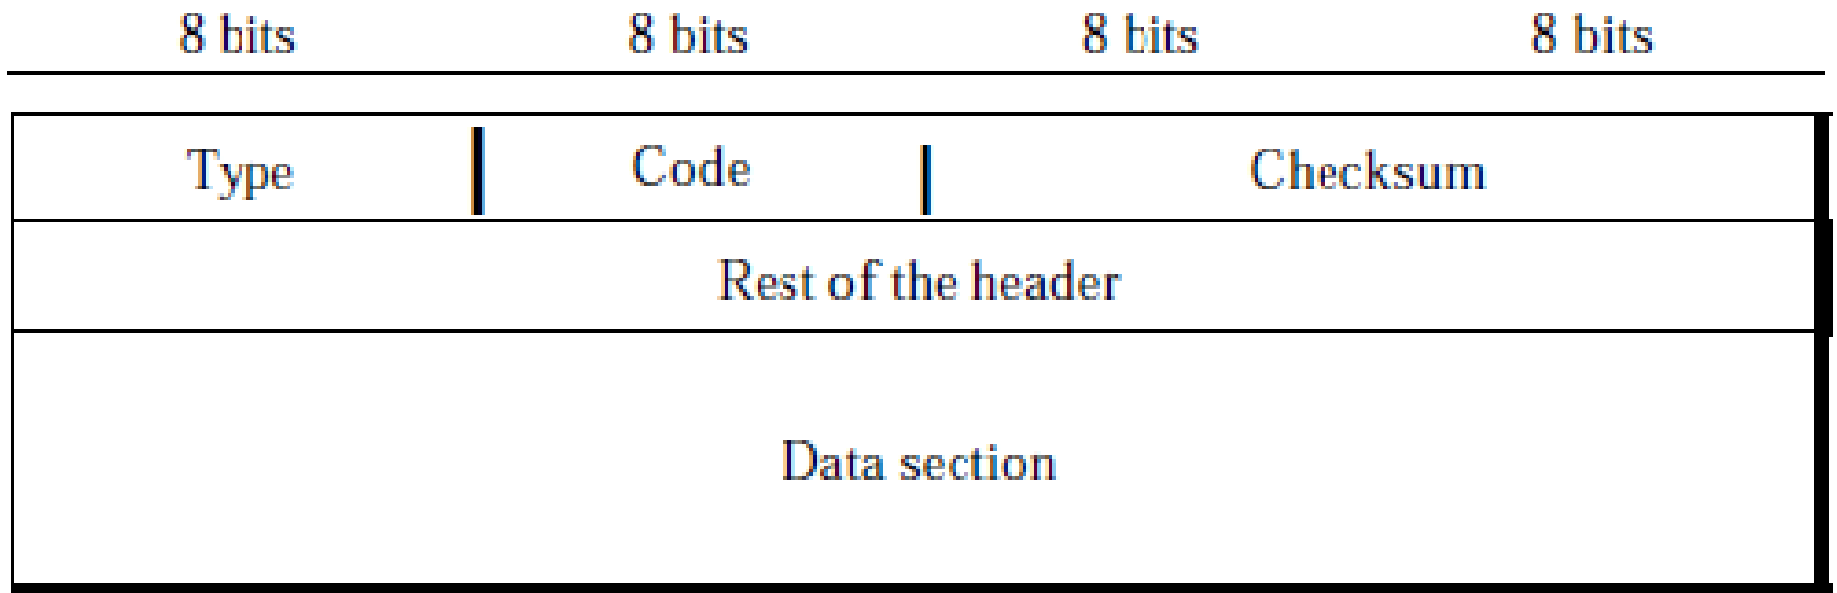 8 bits 8 bits 8 bits 8 bits
Type Code Checksum
Rest of the header
Data section